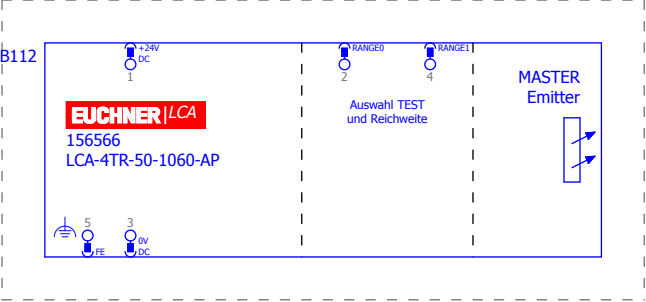 B112
+24V
DC
1
RANGE0
2
RANGE1
4
MASTER
Emitter
EUCHNER LCA
Auswahl TEST
und Reichweite
156566
LCA-4TR-50-1060-AP
5
FE
3
0V
DC